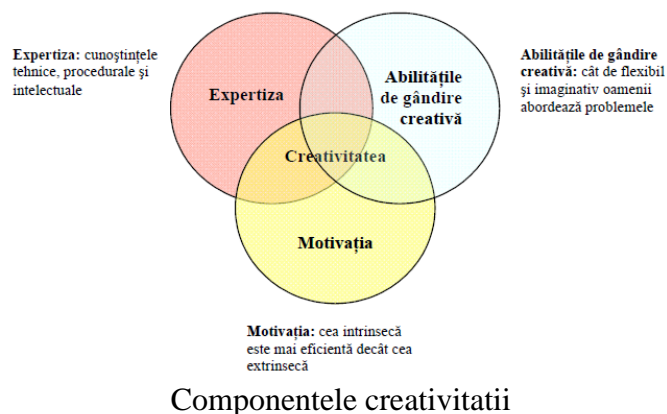 Expertiza: cunoştinţele
tehnice, procedurale şi
intelectuale
Expertiza
Abilităţile
de gândire
creativă
Abilităţile de gândire
creativă: cât de flexibil
şi imaginativ oamenii
abordează problemele
Creativitatea
Motivaţia
Motivaţia: cea intrinsecă
este mai eficientă decât cea
extrinsecă
Componentele creativitatii